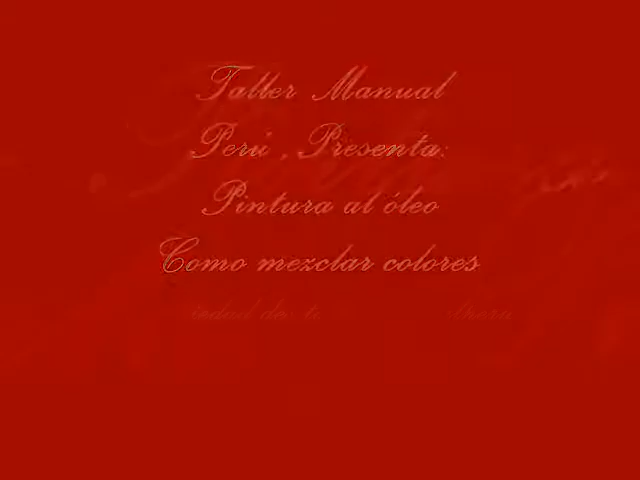 Taller Manual
Perú , Presenta:
Pintura al óleo
Como mezclar colores